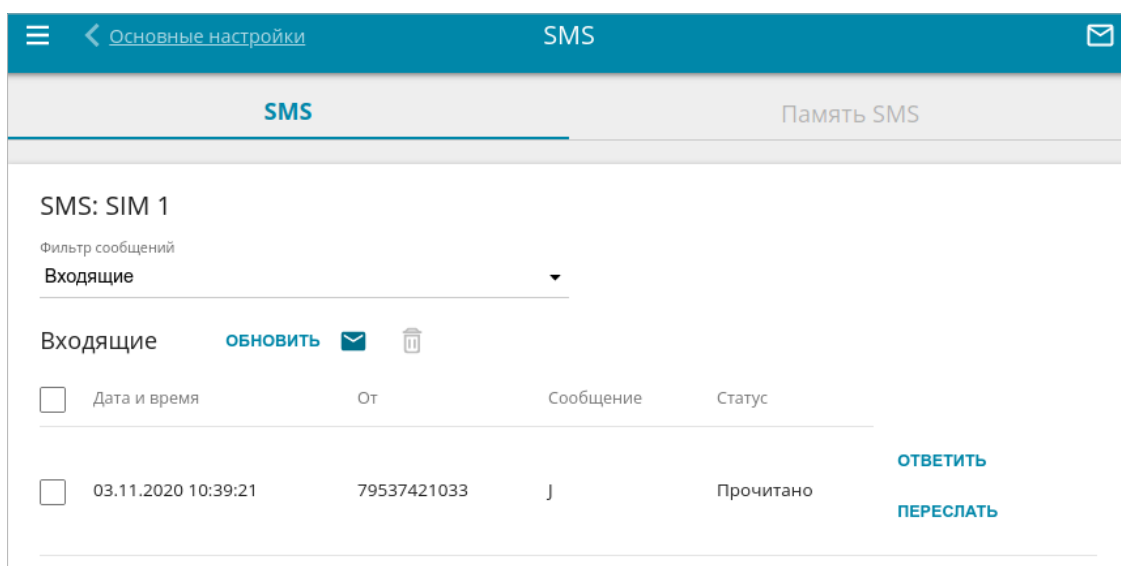 Основные настройки SMS
SMS Память SMS
SMS: SIM 1
Фильтр сообщений
Входящие
Входящие ОБНОВИТЬ
Дата и время От Сообщение Статус
03.11.2020 10:39:21 79537421033 J Прочитано
ОТВЕТИТЬ
ПЕРЕСЛАТЬ